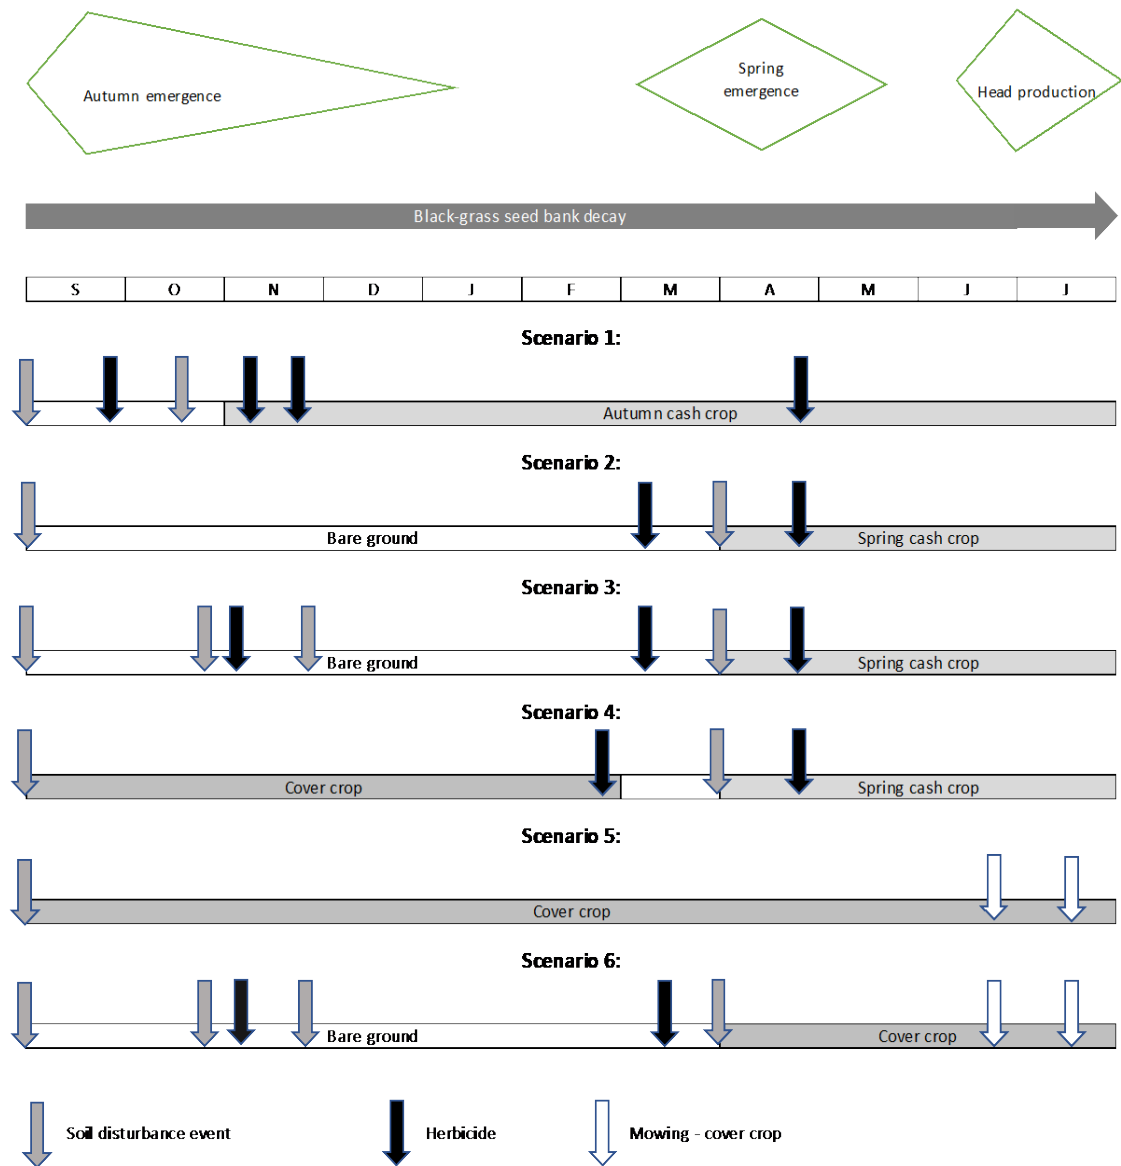 Autumn emergence
Spring
emergence
Head production
Black-grass seed bank decay
S O N D J F M A M J J
Scenario 1:
Autumn cash crop
Scenario 2:
Bare ground Spring cash crop
Scenario 3:
Bare ground Spring cash crop
Scenario 4:
Cover crop Spring cash crop
Scenario 5:
Cover crop
Scenario 6:
Bare ground Cover crop
Soil disturbance event Herbicide Mowing - cover crop